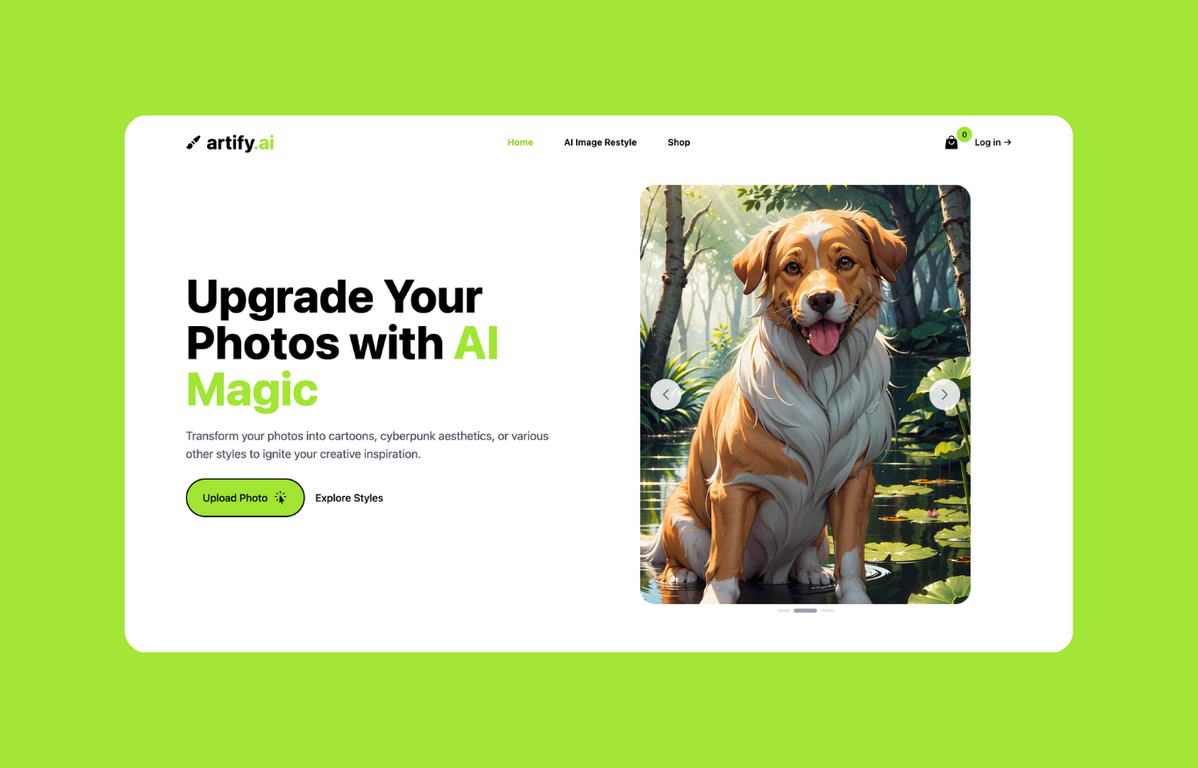 artify.ai
Home
AI Image Restyle
Shop
0
Log in →
Upgrade Your
Photos with AI
Magic
Transform your photos into cartoons, cyberpunk aesthetics, or various
other styles to ignite your creative inspiration.
Upload Photo
Explore Styles